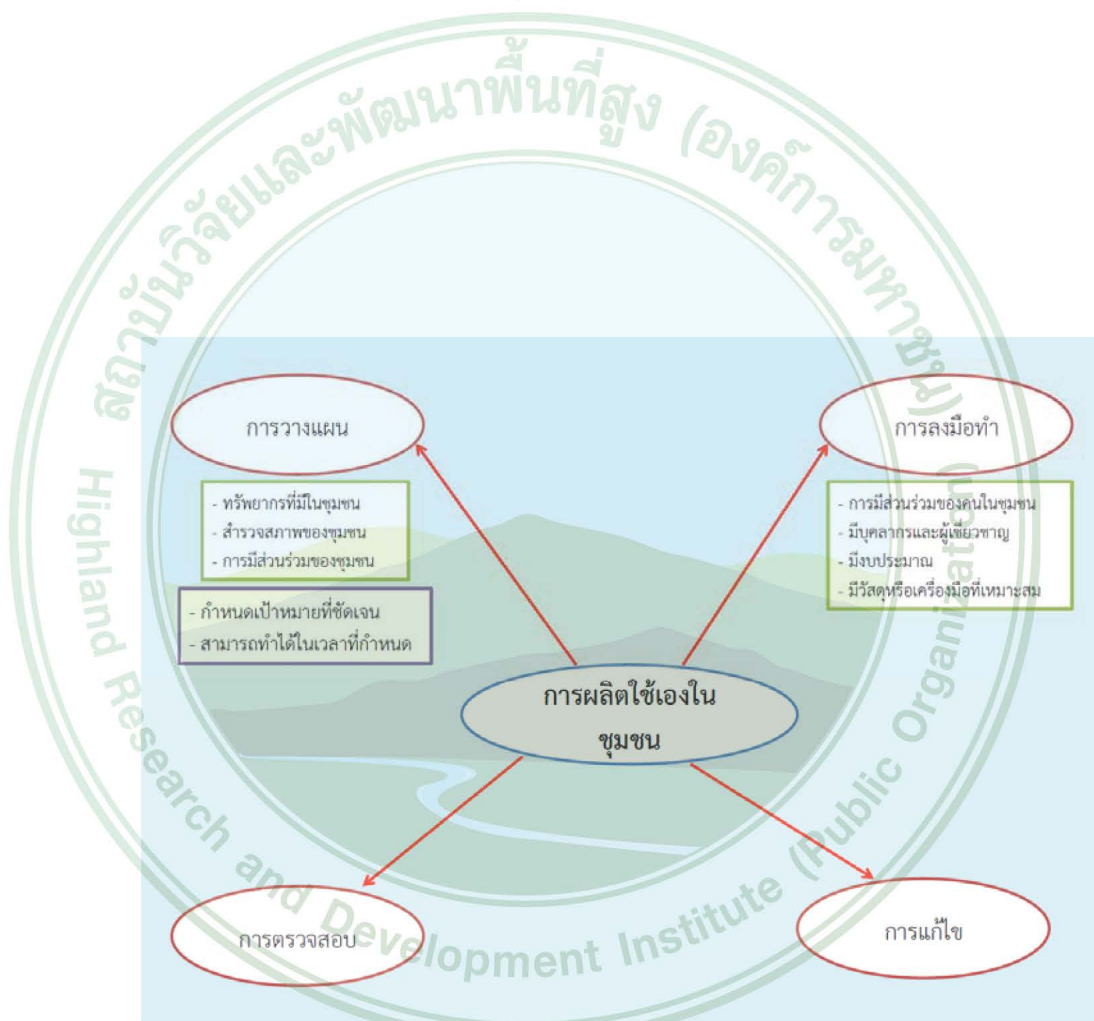 สถาบันวิจัยและพัฒนาพื้นที่สูง (องค์การมหาชน)
การวางแผน
การลงมือทำ
- ทรัพยากรที่มีในชุมชน
- สำรวจสภาพของชุมชน
- การมีส่วนร่วมของชุมชน
- การมีส่วนร่วมของคนในชุมชน
- มีบุคลากรและผู้เชี่ยวชาญ
- มีงบประมาณ
- มีวัสดุหรือเครื่องมือที่เหมาะสม
- กำหนดเป้าหมายที่ชัดเจน
- สามารถทำได้ในเวลาที่กำหนด
การผลิตใช้เองใน
ชุมชน
การตรวจสอบ
การแก้ไข
Highland Research and Development Institute (Public Organization)